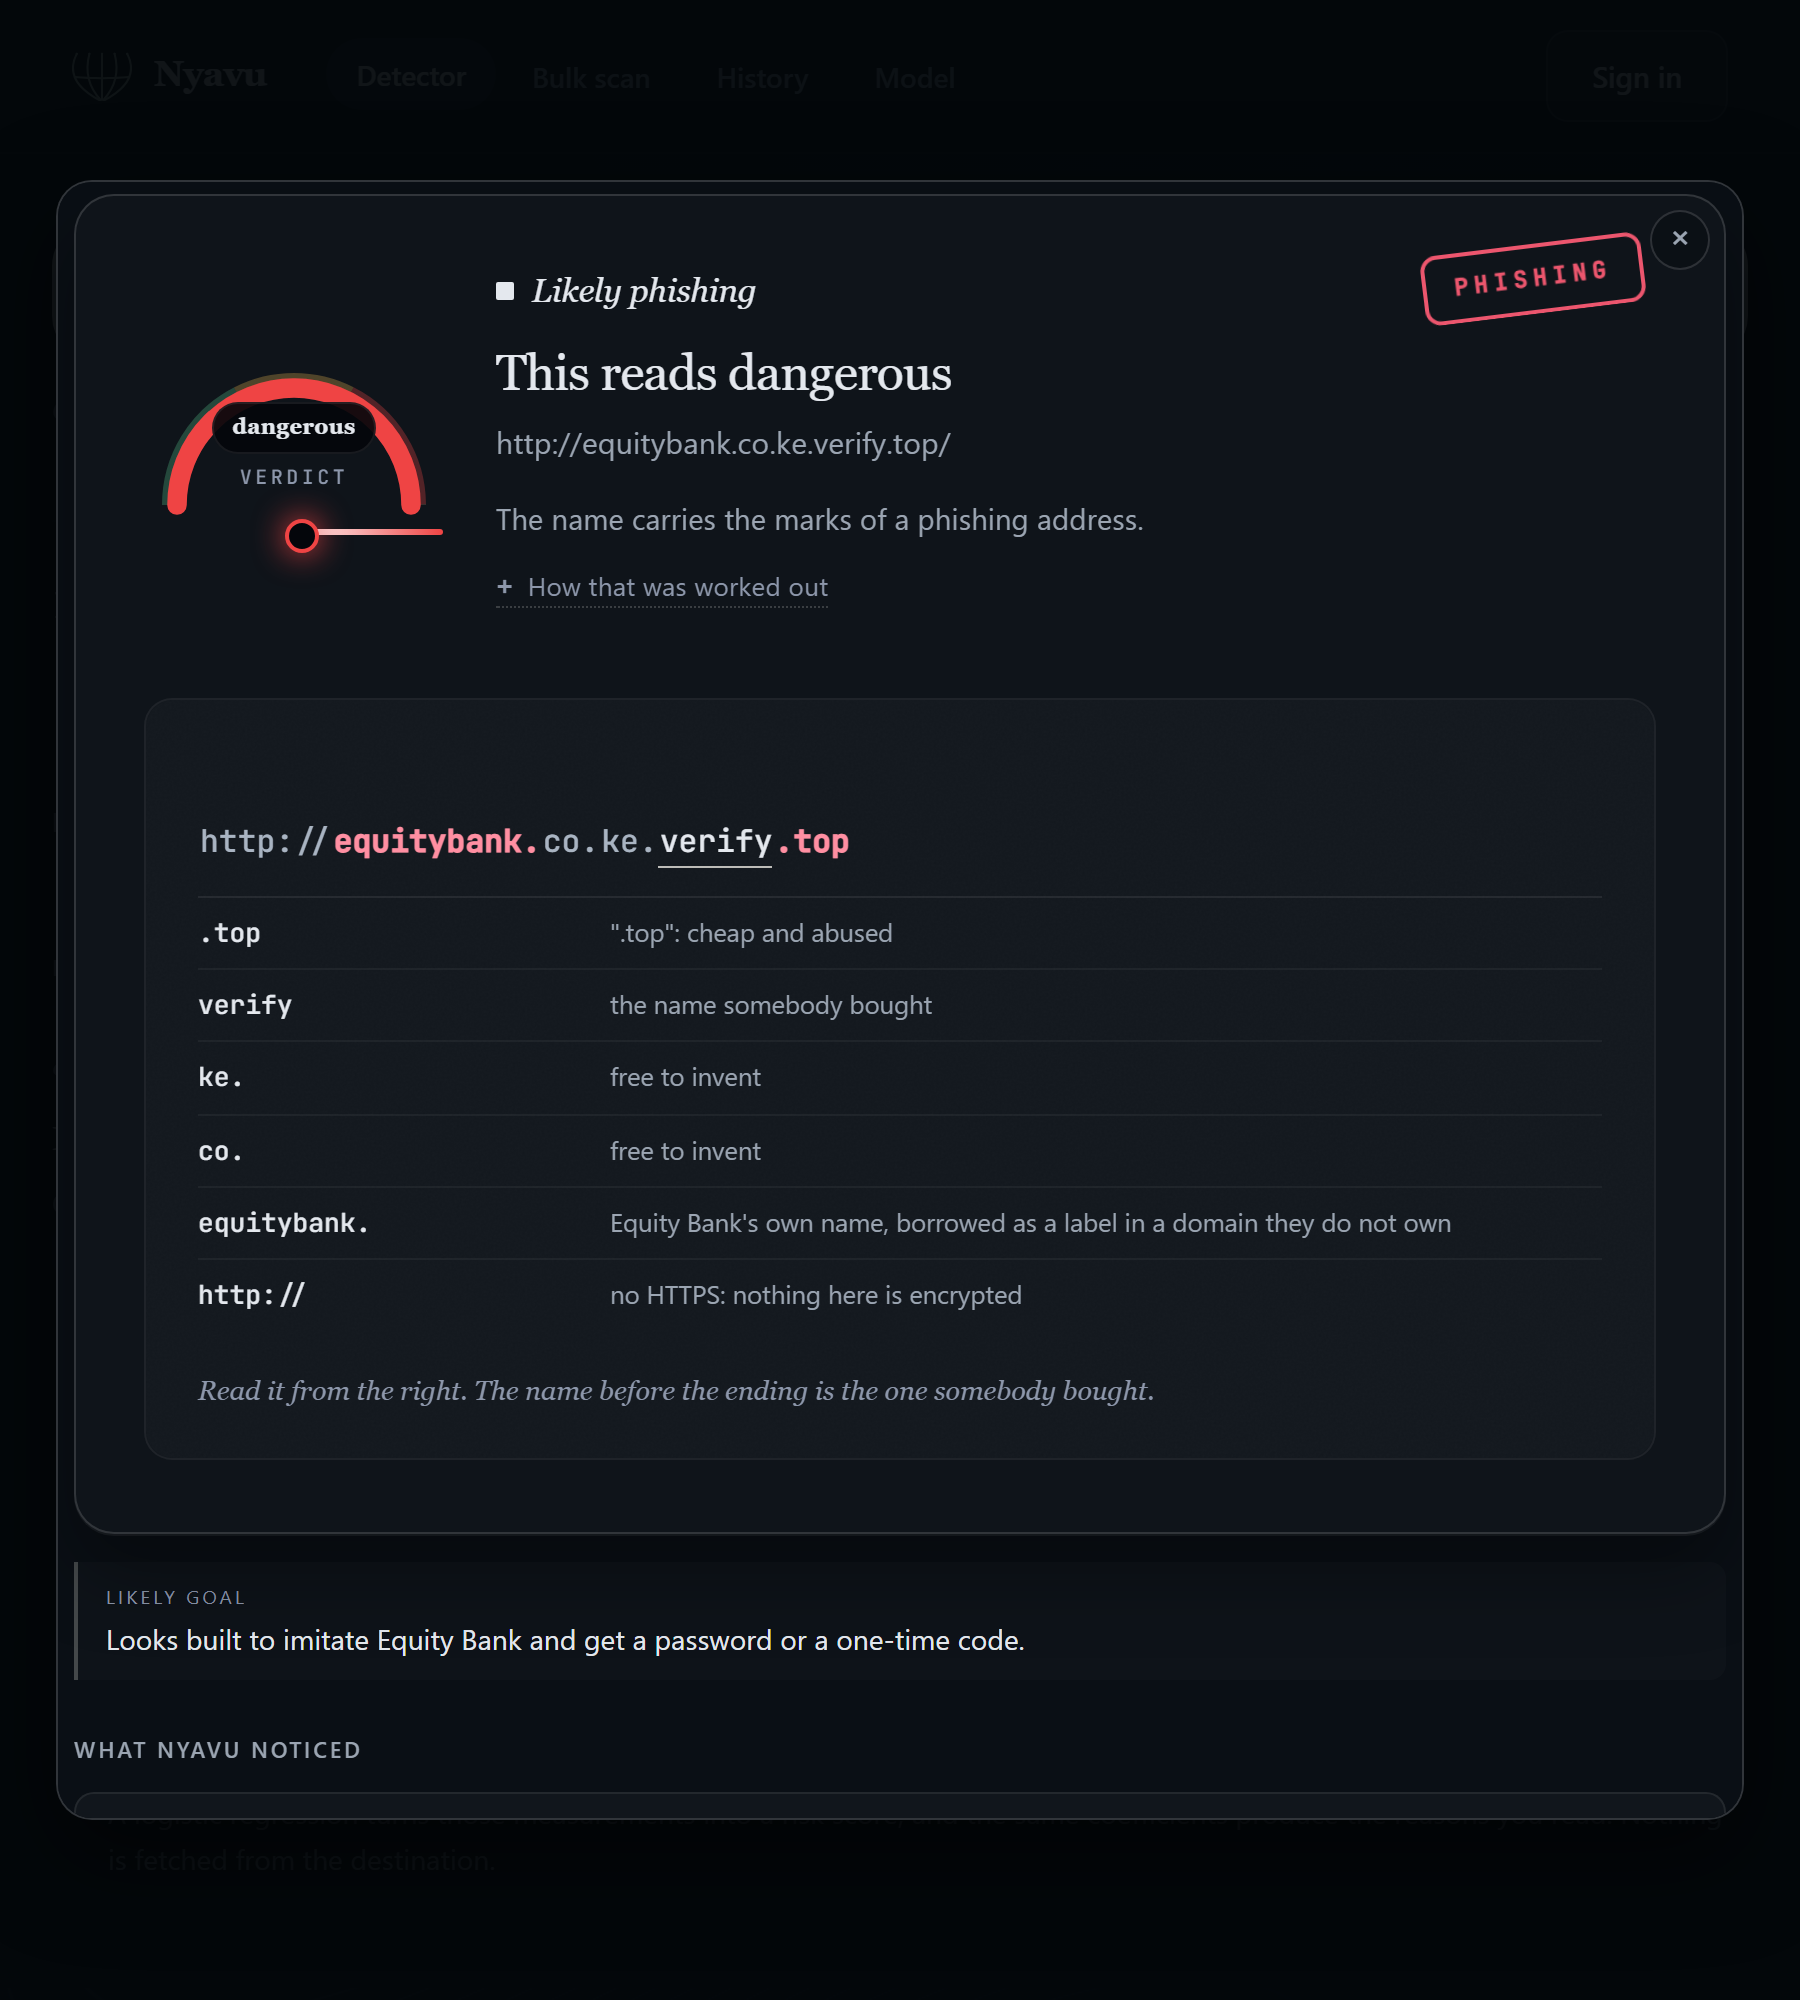 Nyavu
Detector
Bulk scan
History
Model
Sign in
×
PHISHING
Likely phishing
This reads dangerous
http://equitybank.co.ke.verify.top/
The name carries the marks of a phishing address.
+ How that was worked out
dangerous
VERDICT
http://equitybank.co.ke.verify.top
.top ".top": cheap and abused
verify the name somebody bought
ke. free to invent
co. free to invent
equitybank. Equity Bank's own name, borrowed as a label in a domain they do not own
http:// no HTTPS: nothing here is encrypted
Read it from the right. The name before the ending is the one somebody bought.
LIKELY GOAL
Looks built to imitate Equity Bank and get a password or a one-time code.
WHAT NYAVU NOTICED
is fetched from the destination.